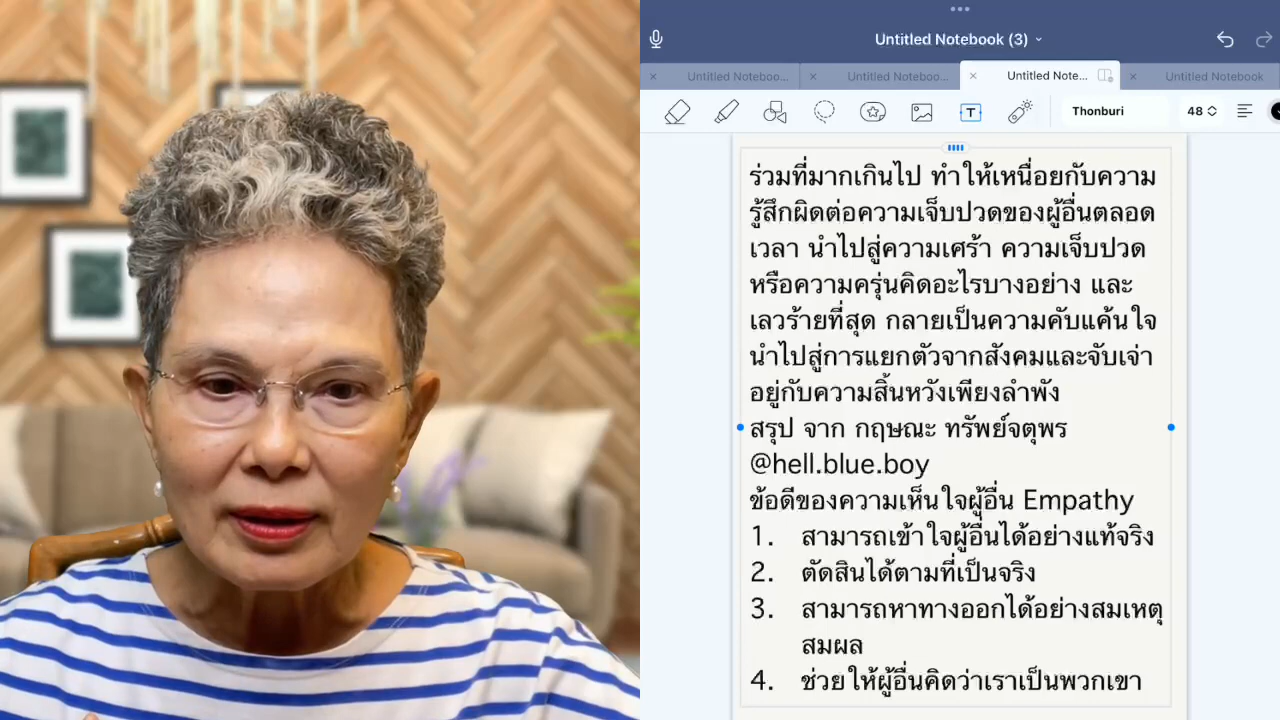 Untitled Notebook (3)
Untitled Noteboo...
Untitled Noteboo...
Untitled Note...
Untitled Notebook
Thonburi
48
ร่วมที่มากเกินไป ทำให้เหนื่อยกับความ
รู้สึกผิดต่อความเจ็บปวดของผู้อื่นตลอด
เวลา นำไปสู่ความเศร้า ความเจ็บปวด
หรือความครุ่นคิดอะไรบางอย่าง และ
เลวร้ายที่สุด กลายเป็นความคับแค้นใจ
นำไปสู่การแยกตัวจากสังคมและจับเจ่า
อยู่กับความสิ้นหวังเพียงลำพัง
สรุป จาก กฤษณะ ทรัพย์จตุพร
@hell.blue.boy
ข้อดีของความเห็นใจผู้อื่น Empathy
1. สามารถเข้าใจผู้อื่นได้อย่างแท้จริง
2. ตัดสินได้ตามที่เป็นจริง
3. สามารถหาทางออกได้อย่างสมเหตุ
สมผล
4. ช่วยให้ผู้อื่นคิดว่าเราเป็นพวกเขา